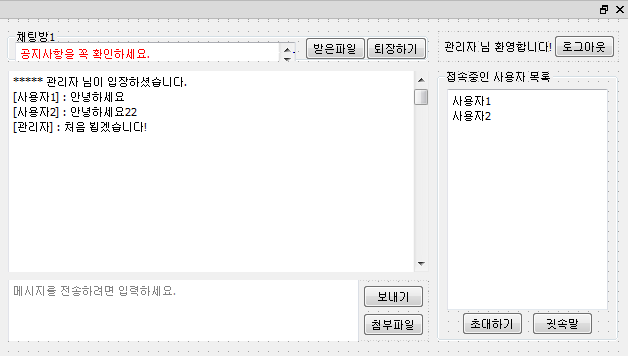 채팅방1
공지사항을 꼭 확인하세요.
받은파일 퇴장하기
관리자 님 환영합니다! 로그아웃
***** 관리자 님이 입장하셨습니다.
[사용자1] : 안녕하세요
[사용자2] : 안녕하세요22
[관리자] : 처음 뵙겠습니다!
메시지를 전송하려면 입력하세요.
보내기
첨부파일
접속중인 사용자 목록
사용자1
사용자2
초대하기 귓속말